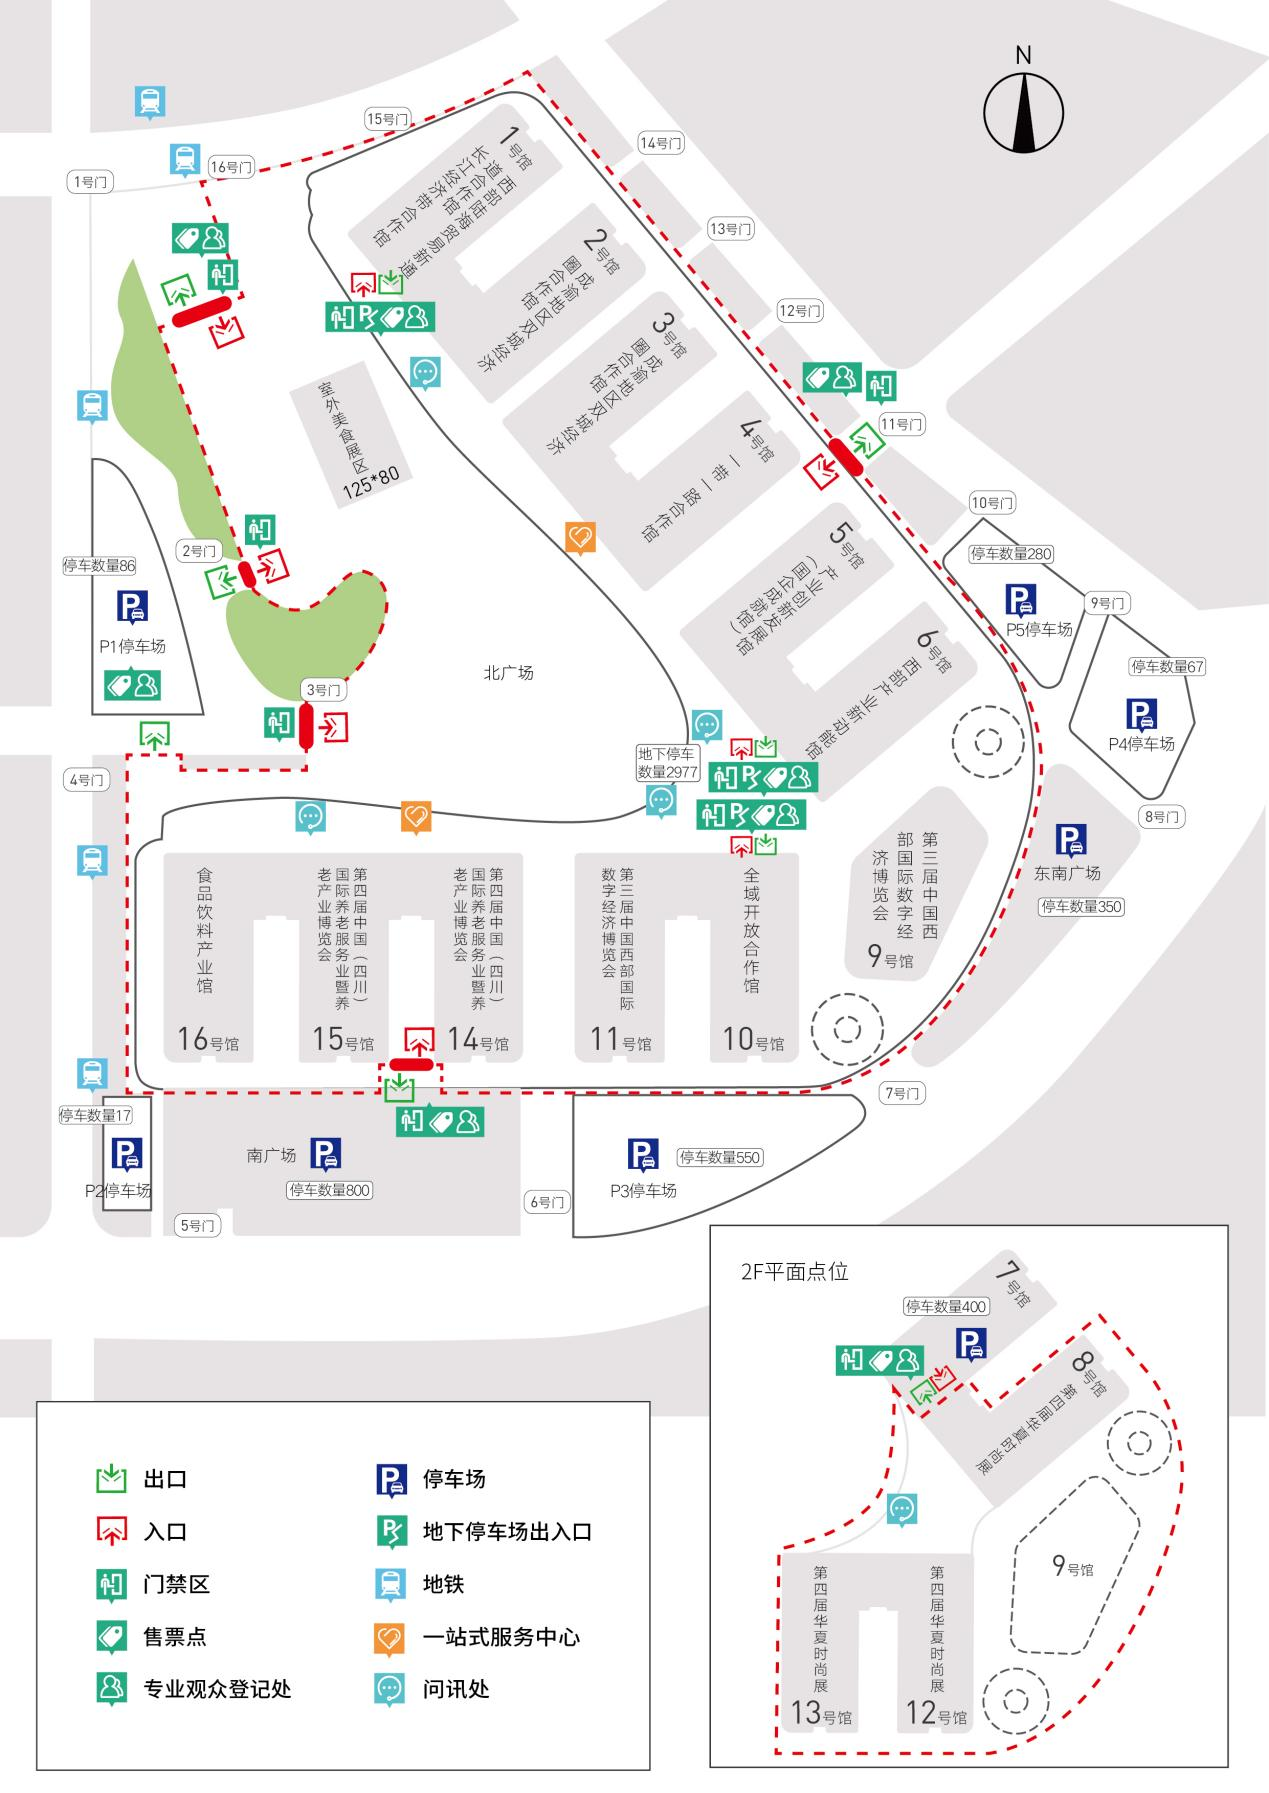 N
15号门
14号门
16号门
1号门
13号门
12号门
11号门
10号门
9号门
8号门
7号门
6号门
5号门
4号门
3号门
2号门
1号馆
西部陆海贸易新通
道合作馆
长江经济带合作馆
2号馆
成渝地区双城经济
圈合作馆
3号馆
成渝地区双城经济
圈合作馆
4号馆
一带一路合作馆
5号馆
产业创新发展馆
(国企成就馆)
6号馆
西部产业新动能馆
室外美食展区
125*80
停车数量86
P1停车场
北广场
停车数量280
P5停车场
停车数量67
P4停车场
地下停车
数量2977
东南广场
停车数量350
第三届中国西
部国际数字经
济博览会
9号馆
食品饮料产业馆
16号馆
第四届中国（四川）
国际养老服务业暨养
老产业博览会
15号馆
第四届中国（四川）
国际养老服务业暨养
老产业博览会
14号馆
第三届中国西部国际
数字经济博览会
11号馆
全域开放合作馆
10号馆
停车数量17
P2停车场
南广场
停车数量800
停车数量550
P3停车场
2F平面点位
7号馆
停车数量400
8号馆
第四届华夏时尚展
9号馆
第四届华夏时尚展
13号馆
第四届华夏时尚展
12号馆
出口
入口
门禁区
售票点
专业观众登记处
停车场
地下停车场出入口
地铁
一站式服务中心
问讯处